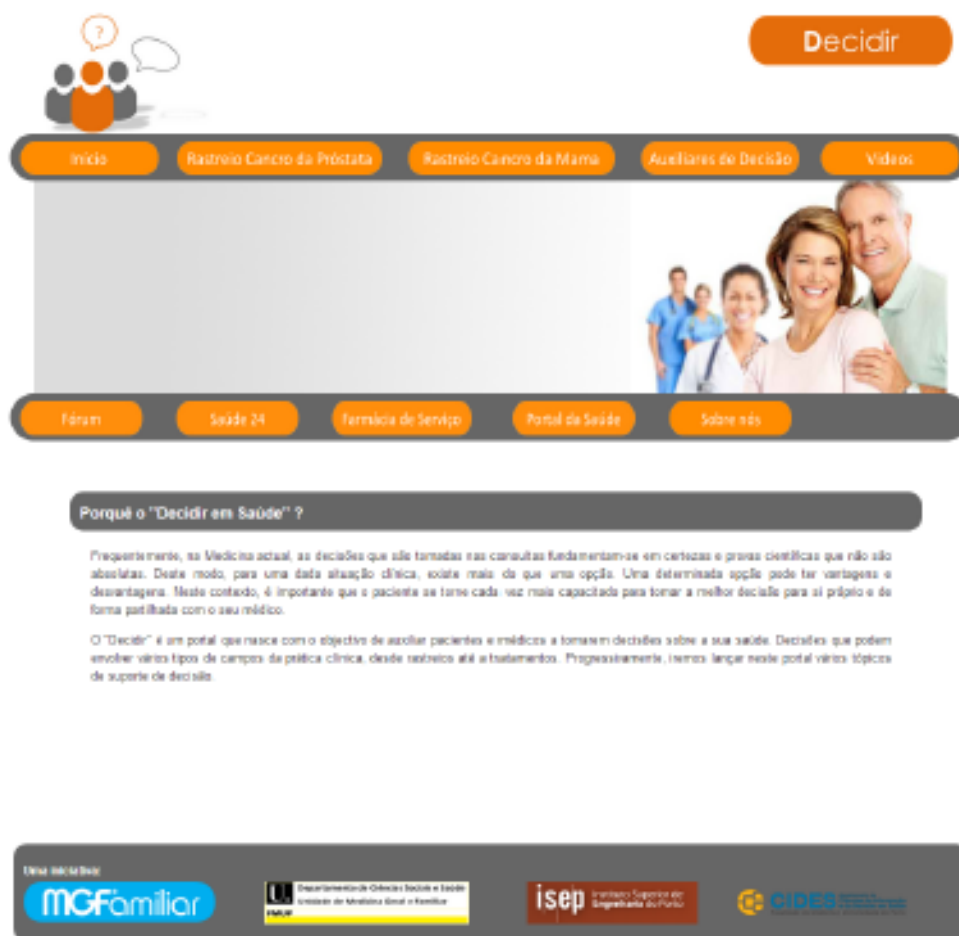 ?
Decidir
Início
Rastreio Cancro da Próstata
Rastreio Cancro da Mama
Auxiliares de Decisão
Videos
Fórum
Saúde 24
Farmácia de Serviço
Portal da Saúde
Sobre nós
Porquê o "Decidir em Saúde" ?
Frequentemente, na Medicina actual, as decisões que são tomadas nas consultas fundamentam-se em certezas e provas científicas que não são
absolutas. Deste modo, para uma dada situação clínica, existe mais do que uma opção. Uma determinada opção pode ter vantagens e
desvantagens. Neste contexto, é importante que o paciente se torne cada vez mais capacitado para tomar a melhor decisão para si próprio e de
forma partilhada com o seu médico.
O "Decidir" é um portal que nasce com o objectivo de auxiliar pacientes e médicos a tomarem decisões sobre a sua saúde. Decisões que podem
envolver vários tipos de campos da prática clínica, desde rastreios até a tratamentos. Progressivamente, iremos lançar neste portal vários tópicos
de suporte de decisão.
Uma iniciativa:
MGFamiliar
U.
Departamento de Ciências Sociais e Saúde
Unidade de Medicina Geral e Familiar
FMUP
isep
Instituto Superior de
Engenharia do Porto
CIDES